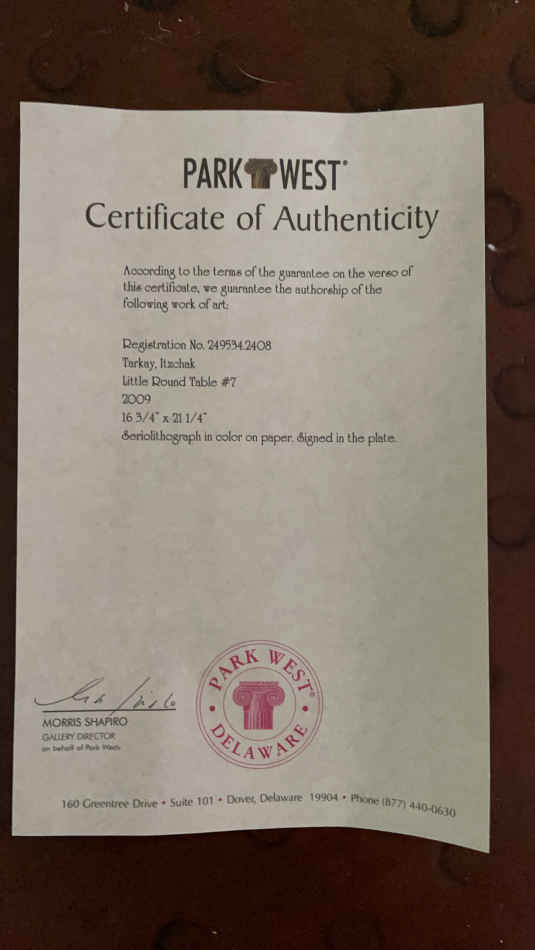 PARK WEST®
Certificate of Authenticity
According to the terms of the guarantee on the verso of
this certificate, we guarantee the authorship of the
following work of art:
Registration No. 249534.2408
Tarkay, Itzchak
Little Round Table #7
2009
16 3/4" x 21 1/4"
Seriolithograph in color on paper. Signed in the plate.
MORRIS SHAPIRO
GALLERY DIRECTOR
on behalf of Park West®
PARK WEST®
• DELAWARE •
160 Greentree Drive • Suite 101 • Dover, Delaware 19904 • Phone (877) 440-0630